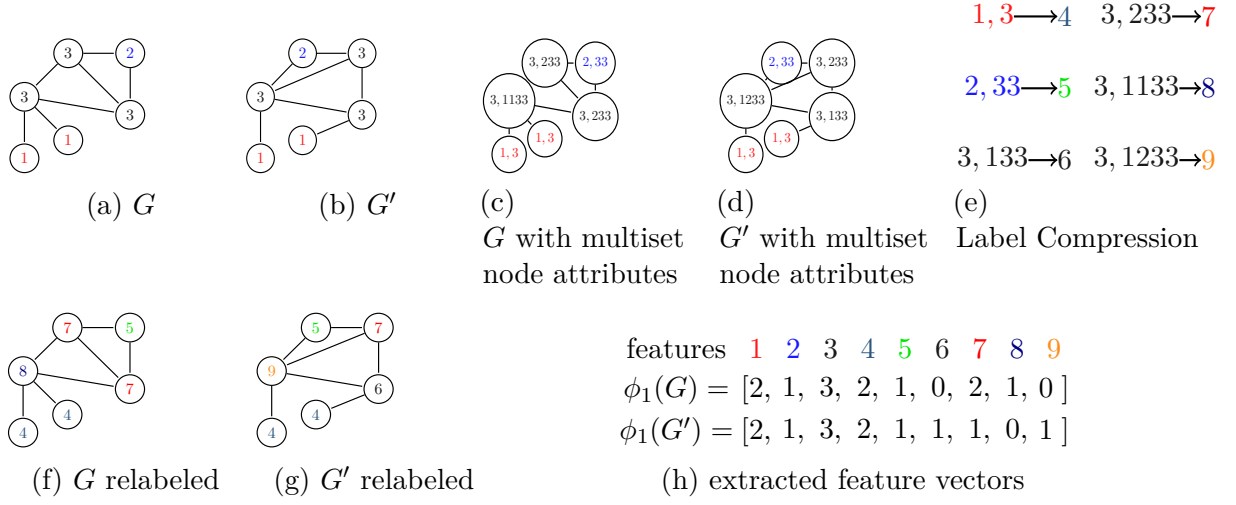 3 2
3
3
1
1
(a) G
2 3
3
3
1
1
(b) G′
3, 233 2, 33
3, 1133
3, 233
1, 3
1, 3
(c)
G with multiset
node attributes
2, 33 3, 233
3, 1233
3, 133
1, 3
1, 3
(d)
G′ with multiset
node attributes
1, 3→4 3, 233→7
2, 33→5 3, 1133→8
3, 133→6 3, 1233→9
(e)
Label Compression
7 5
8
7
4
4
(f) G relabeled
5 7
9
6
4
4
(g) G′ relabeled
features 1 2 3 4 5 6 7 8 9
ϕ₁(G) = [2, 1, 3, 2, 1, 0, 2, 1, 0 ]
ϕ₁(G′) = [2, 1, 3, 2, 1, 1, 1, 0, 1 ]
(h) extracted feature vectors